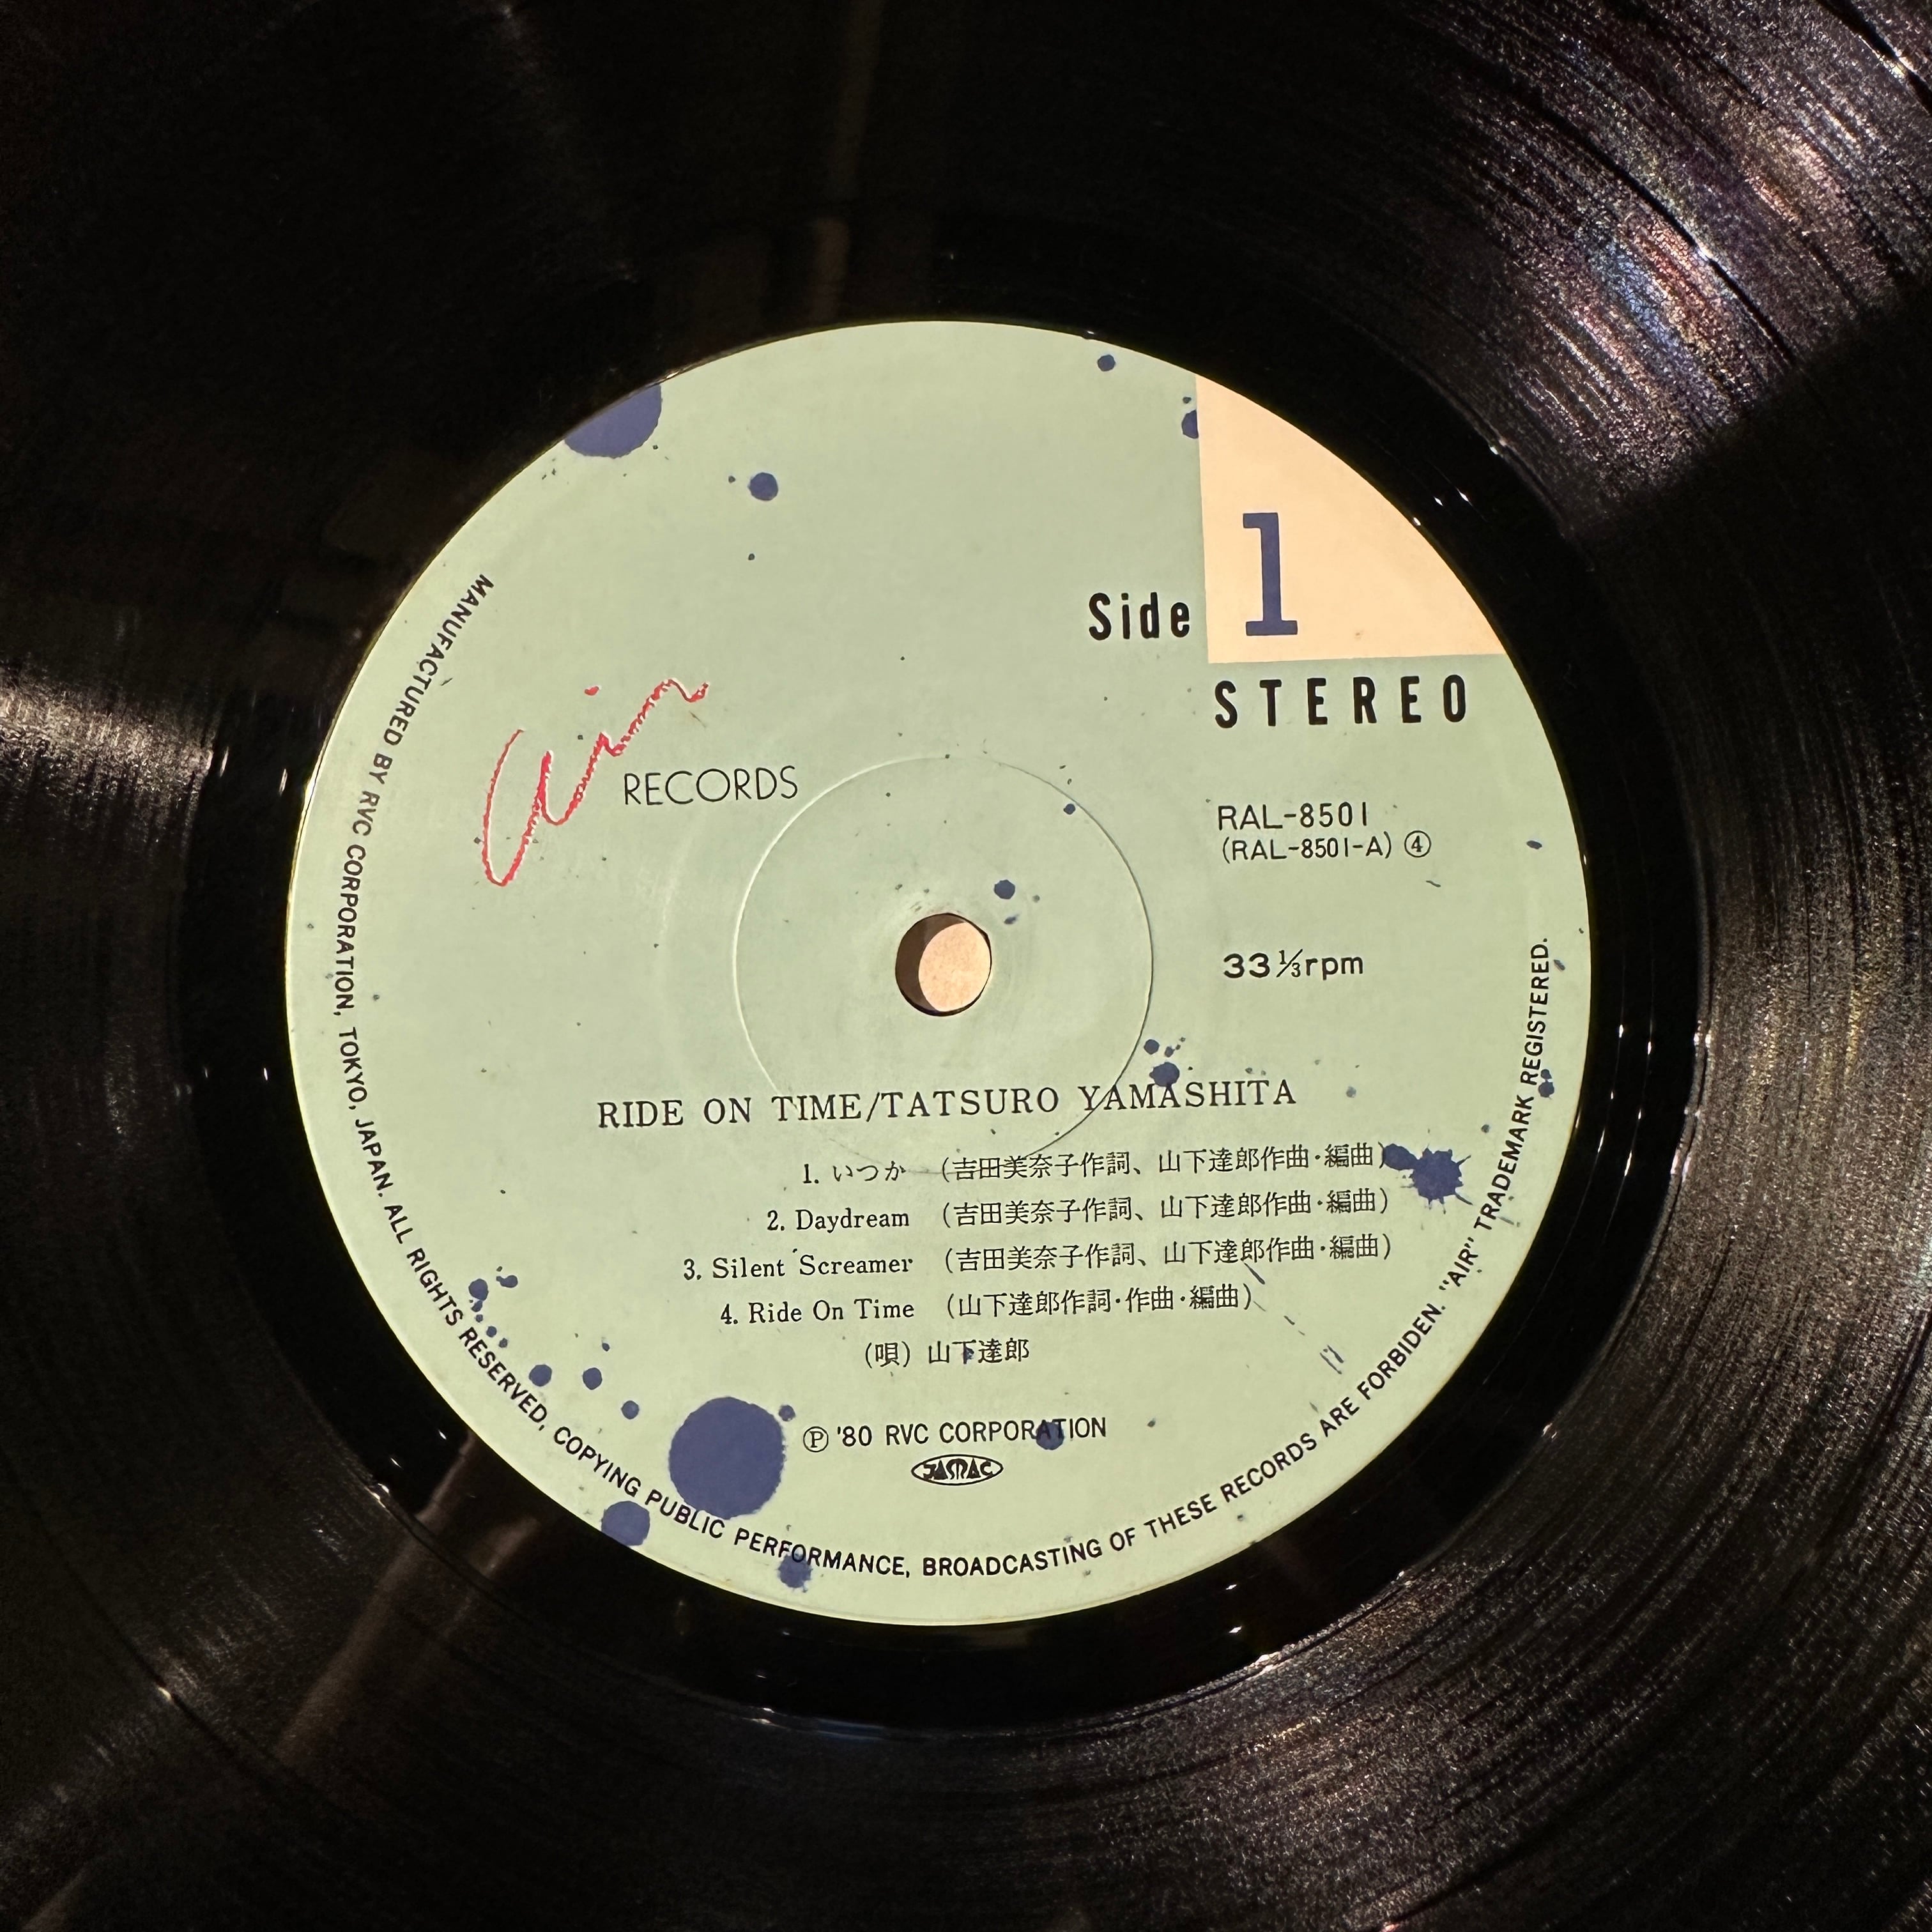 Side 1
STEREO
air
RECORDS
RAL-8501
(RAL-8501-A) ④
33⅓rpm
RIDE ON TIME/TATSURO YAMASHITA
1. いつか (吉田美奈子作詞、山下達郎作曲・編曲)
2. Daydream (吉田美奈子作詞、山下達郎作曲・編曲)
3. Silent Screamer (吉田美奈子作詞、山下達郎作曲・編曲)
4. Ride On Time (山下達郎作詞・作曲・編曲)
(唄) 山下達郎
Ⓟ '80 RVC CORPORATION
JASRAC
MANUFACTURED BY RVC CORPORATION, TOKYO, JAPAN. ALL RIGHTS RESERVED, COPYING PUBLIC PERFORMANCE, BROADCASTING OF THESE RECORDS ARE FORBIDEN. "AIR" TRADEMARK REGISTERED.